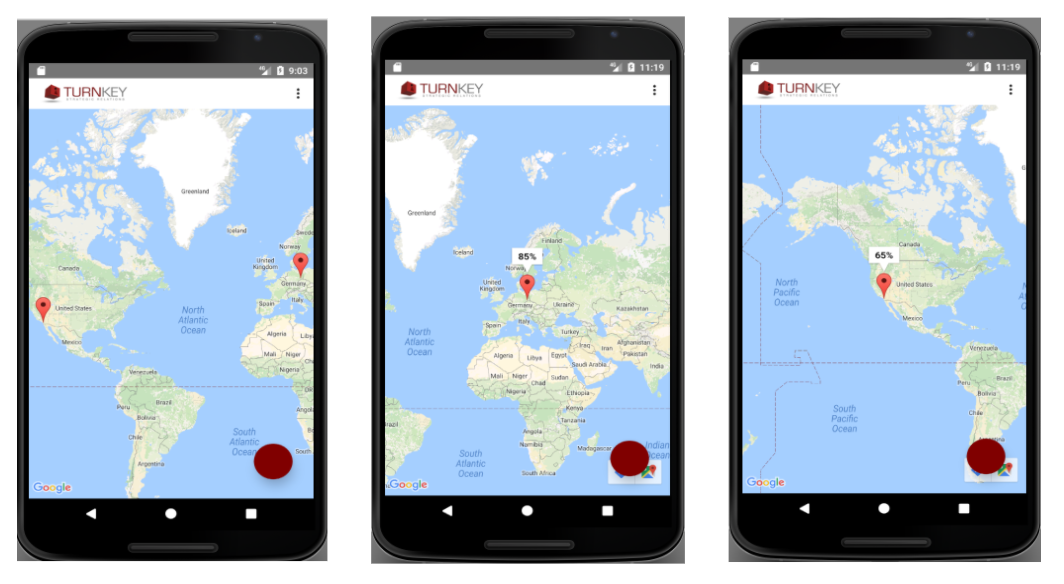 9:03
TURNKEY
STRATEGIC RELATIONS
Greenland
Iceland
Norway
United
Kingdom
Germany
Canada
Spain
Italy
United States
North
Atlantic
Ocean
Mexico
Algeria
Mali
Niger
Nigeria
Venezuela
Peru
Brazil
Bolivia
Chile
South
Atlantic
Ocean
Argentina
Google
11:19
TURNKEY
STRATEGIC RELATIONS
Greenland
Finland
Iceland
85%
Norway
United
Kingdom
Germany
Ukraine
Kazakhstan
Spain
Italy
North
Atlantic
Ocean
Turkey
Iraq
Iran
Afghanistan
Pakistan
Algeria
Libya
Egypt
Saudi Arabia
India
Mali
Niger
Chad
Sudan
Nigeria
Ethiopia
Kenya
Tanzania
Angola
Namibia
Madagascar
Indian
Ocean
South
Atlantic
Ocean
South Africa
Google
11:19
TURNKEY
STRATEGIC RELATIONS
Canada
65%
North
Pacific
Ocean
United States
Mexico
Venezuela
Peru
Brazil
Bolivia
Chile
South
Pacific
Ocean
Argentina
Google